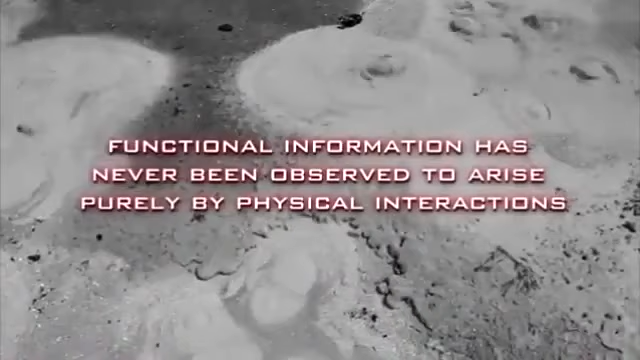 FUNCTIONAL INFORMATION HAS
NEVER BEEN OBSERVED TO ARISE
PURELY BY PHYSICAL INTERACTIONS